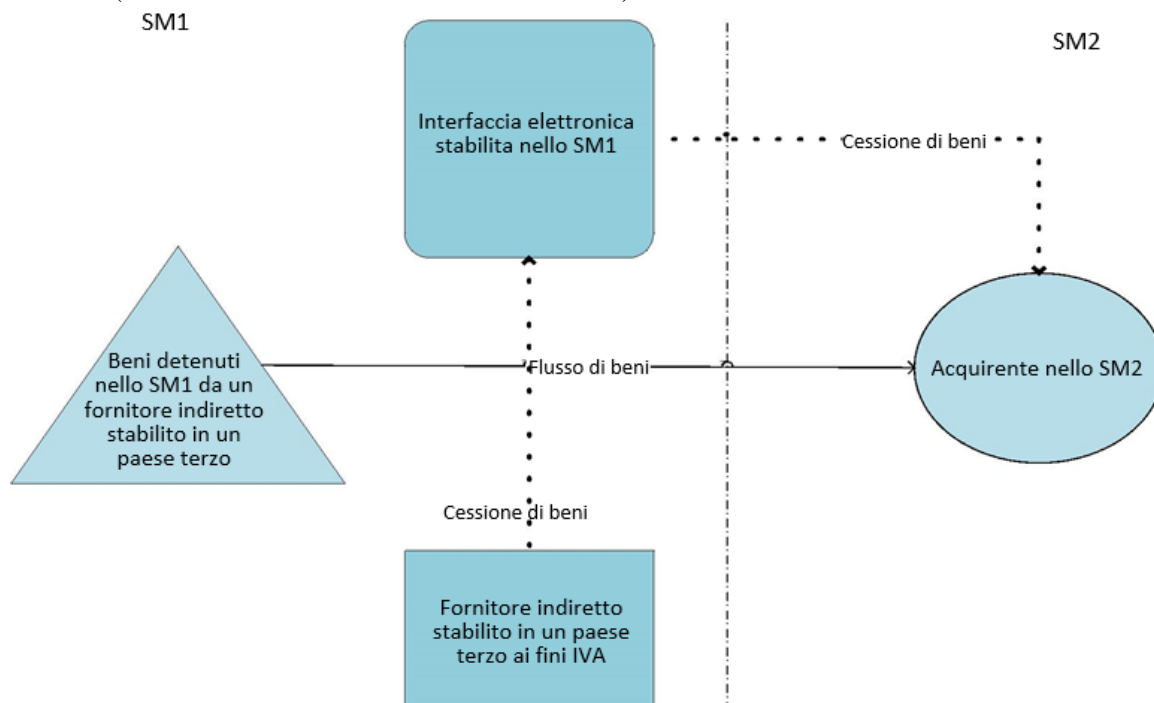 SM1
SM2
Interfaccia elettronica
stabilita nello SM1
Cessione di beni
Beni detenuti
nello SM1 da un
fornitore indiretto
stabilito in un
paese terzo
Flusso di beni
Acquirente nello SM2
Cessione di beni
Fornitore indiretto
stabilito in un paese
terzo ai fini IVA